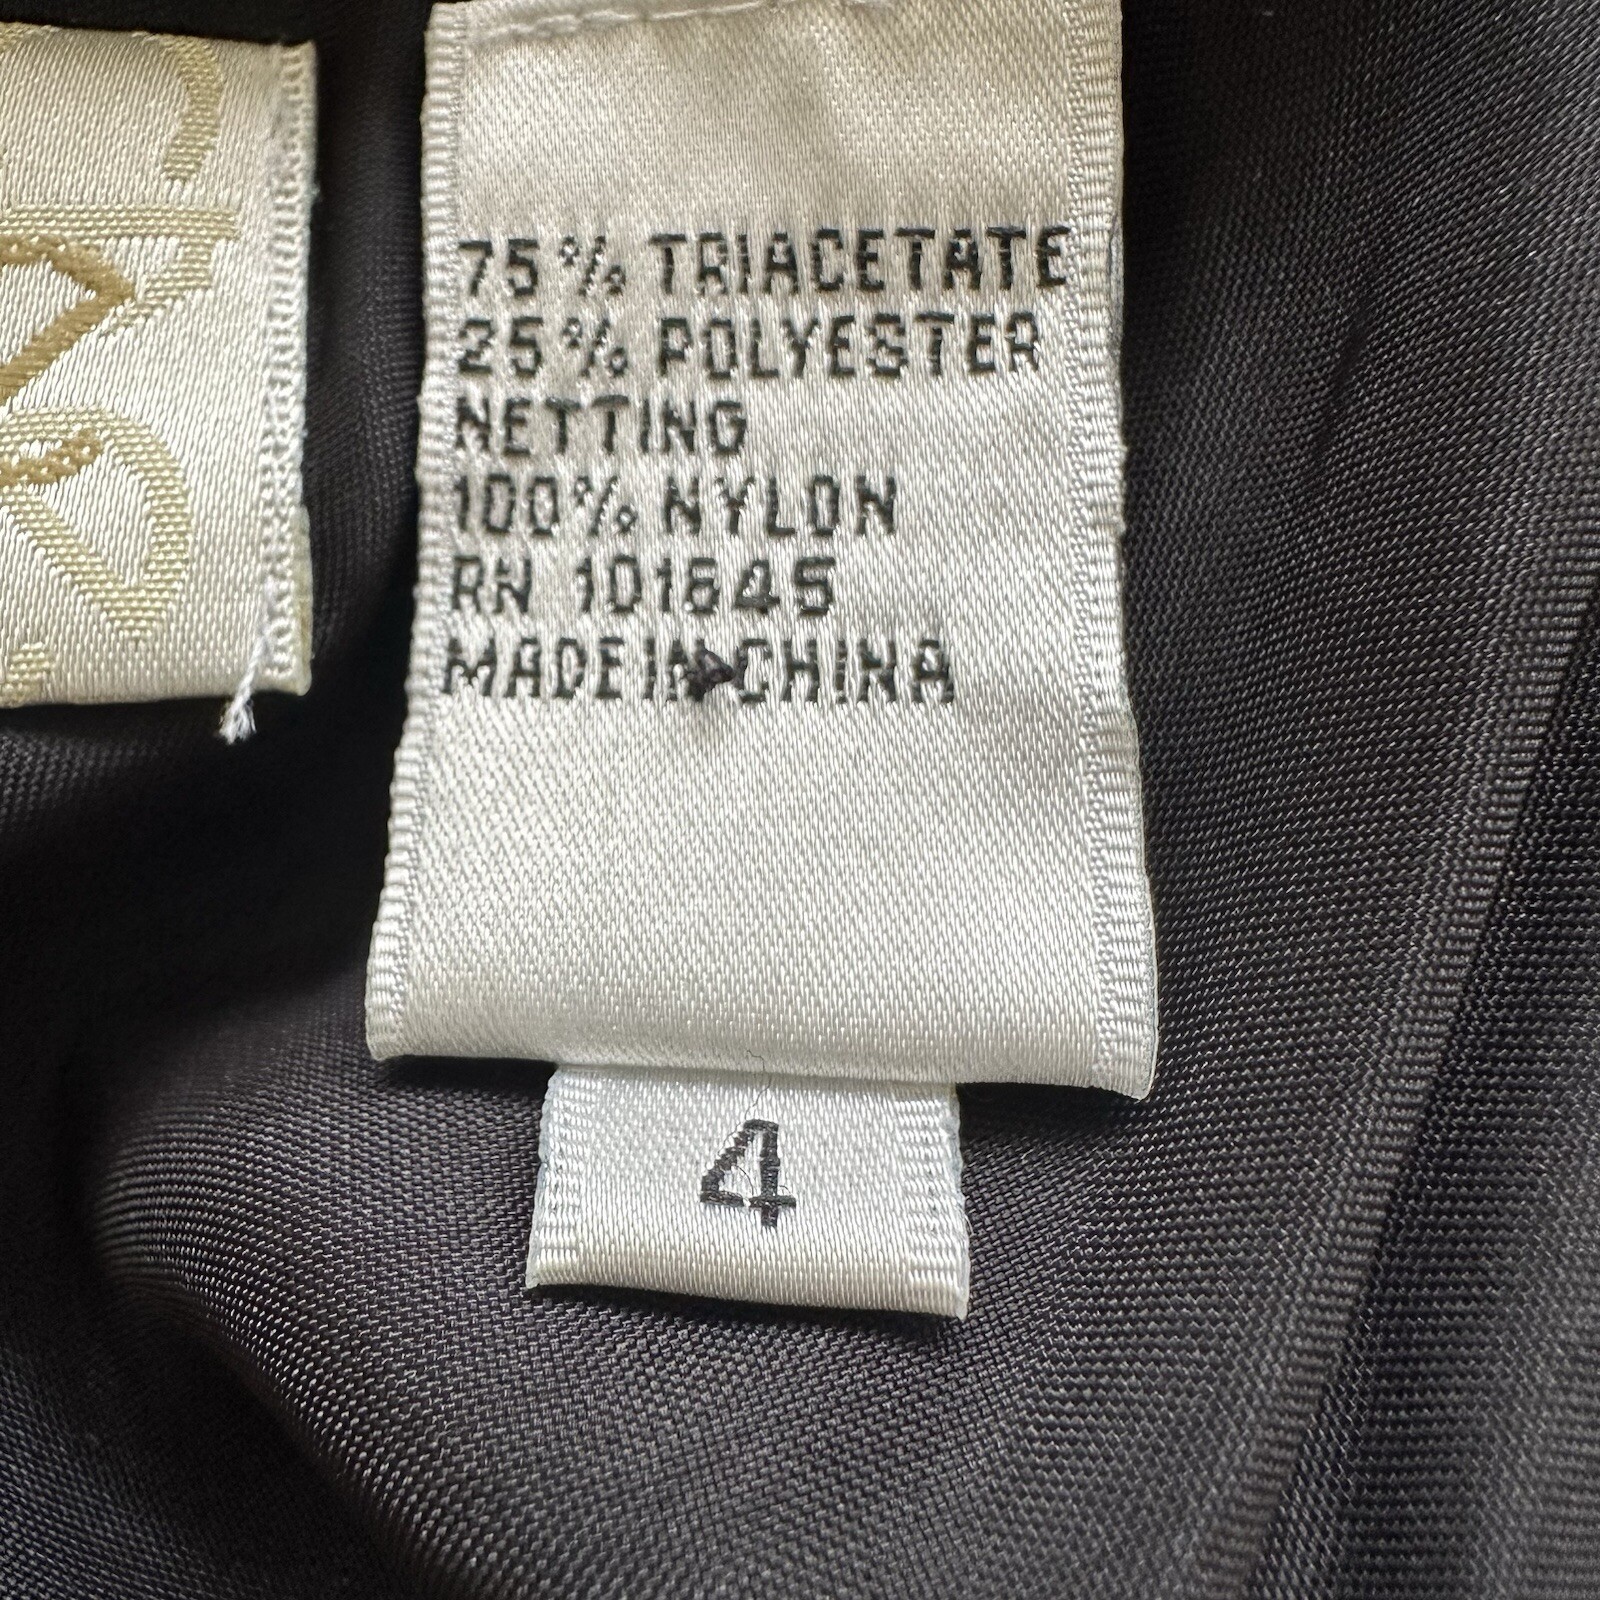 75% TRIACETATE
25% POLYESTER
NETTING
100% NYLON
RN 101645
MADE IN CHINA
4